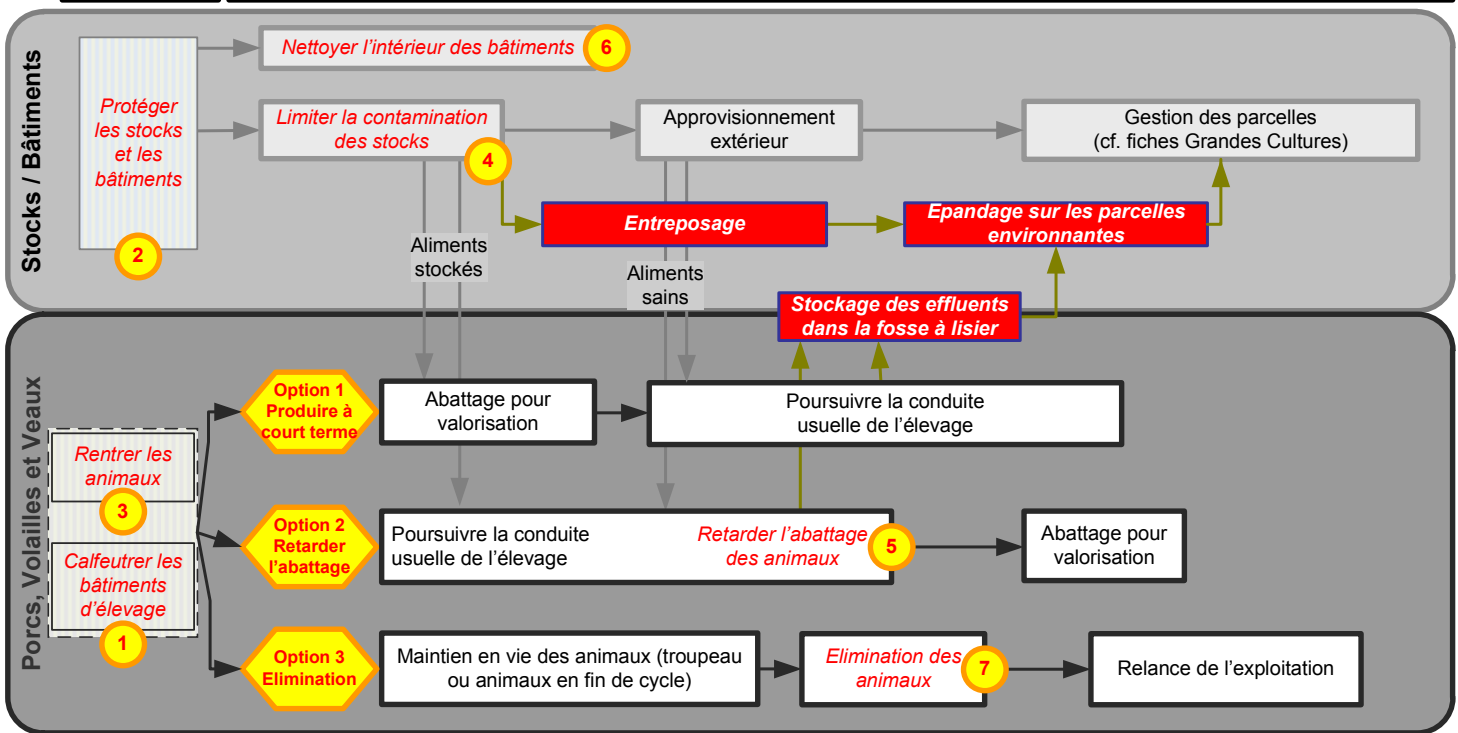 Stocks / Bâtiments
Protéger
les stocks
et les
bâtiments
2
Nettoyer l'intérieur des bâtiments
6
Limiter la contamination
des stocks
4
Approvisionnement
extérieur
Gestion des parcelles
(cf. fiches Grandes Cultures)
Entreposage
Epandage sur les parcelles
environnantes
Aliments
stockés
Aliments
sains
Stockage des effluents
dans la fosse à lisier
Porcs, Volailles et Veaux
Rentrer les
animaux
3
Calfeutrer les
bâtiments
d'élevage
1
Option 1
Produire à
court terme
Abattage pour
valorisation
Poursuivre la conduite
usuelle de l'élevage
Option 2
Retarder
l'abattage
Poursuivre la conduite
usuelle de l'élevage
Retarder l'abattage
des animaux
5
Abattage pour
valorisation
Option 3
Elimination
Maintien en vie des animaux (troupeau
ou animaux en fin de cycle)
Elimination des
animaux
7
Relance de l'exploitation